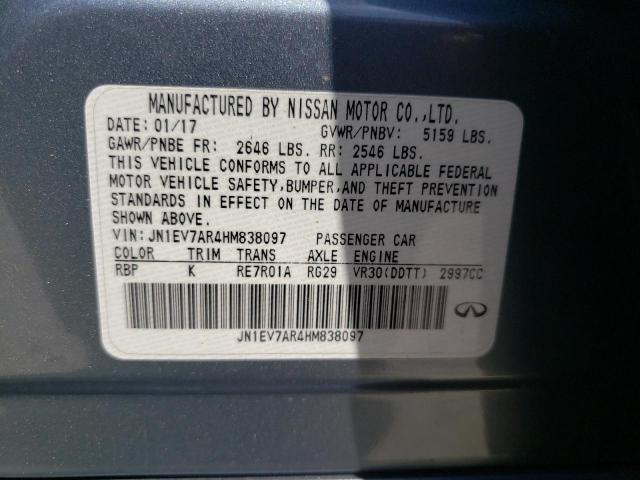 MANUFACTURED BY NISSAN MOTOR CO.,LTD.
DATE: 01/17 GVWR/PNBV: 5159 LBS.
GAWR/PNBE FR: 2646 LBS. RR: 2546 LBS.
THIS VEHICLE CONFORMS TO ALL APPLICABLE FEDERAL
MOTOR VEHICLE SAFETY,BUMPER,AND THEFT PREVENTION
STANDARDS IN EFFECT ON THE DATE OF MANUFACTURE
SHOWN ABOVE.
VIN:JN1EV7AR4HM838097 PASSENGER CAR
COLOR TRIM TRANS AXLE ENGINE
RBP K RE7R01A RG29 VR30(DDTT) 2997CC
JN1EV7AR4HM838097